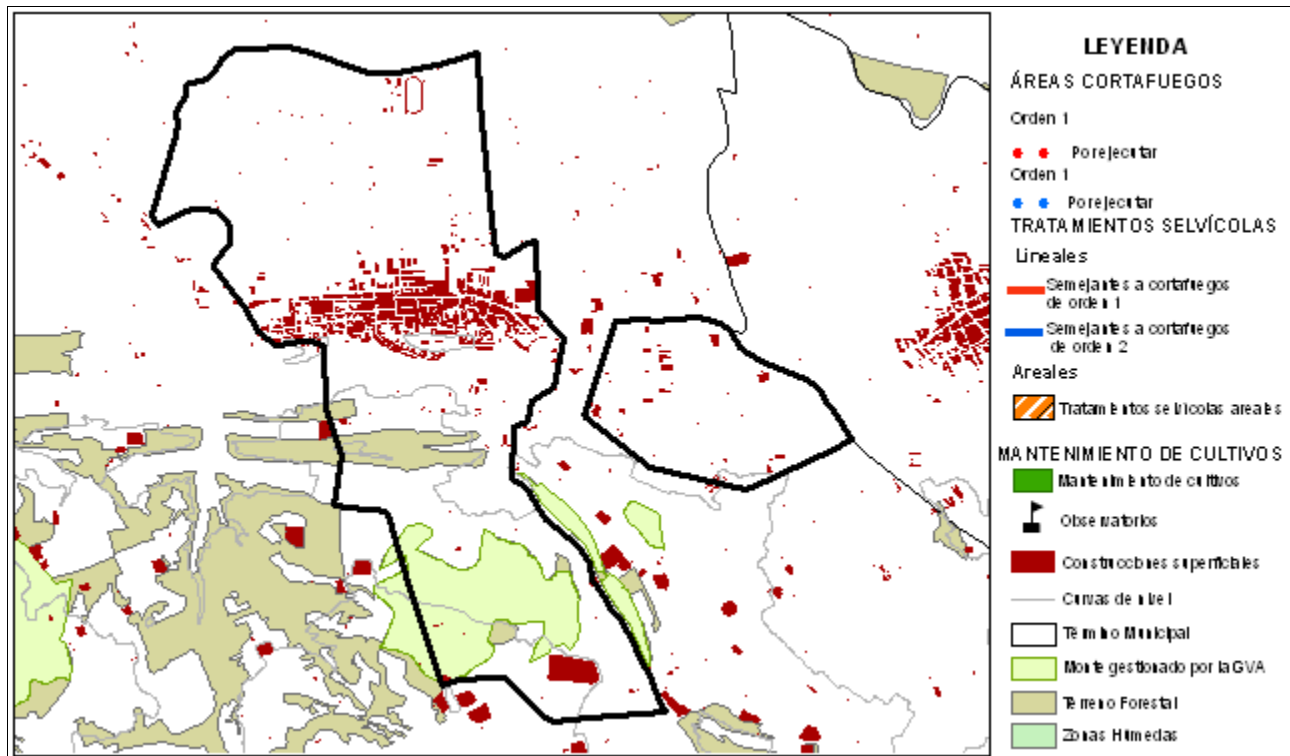 LEYENDA
ÁREAS CORTAFUEGOS
Orden 1
Por ejecutar
Orden 1
Por ejecutar
TRATAMIENTOS SELVÍCOLAS
Lineales
Semejantes a cortafuegos
de orden 1
Semejantes a cortafuegos
de orden 2
Areales
Tratamientos selvícolas areales
MANTENIMIENTO DE CULTIVOS
Mantenimiento de cultivos
Observatorios
Construcciones superficiales
Curvas de nivel
Término Municipal
Monte gestionado por la GVA
Terreno Forestal
Zonas Húmedas